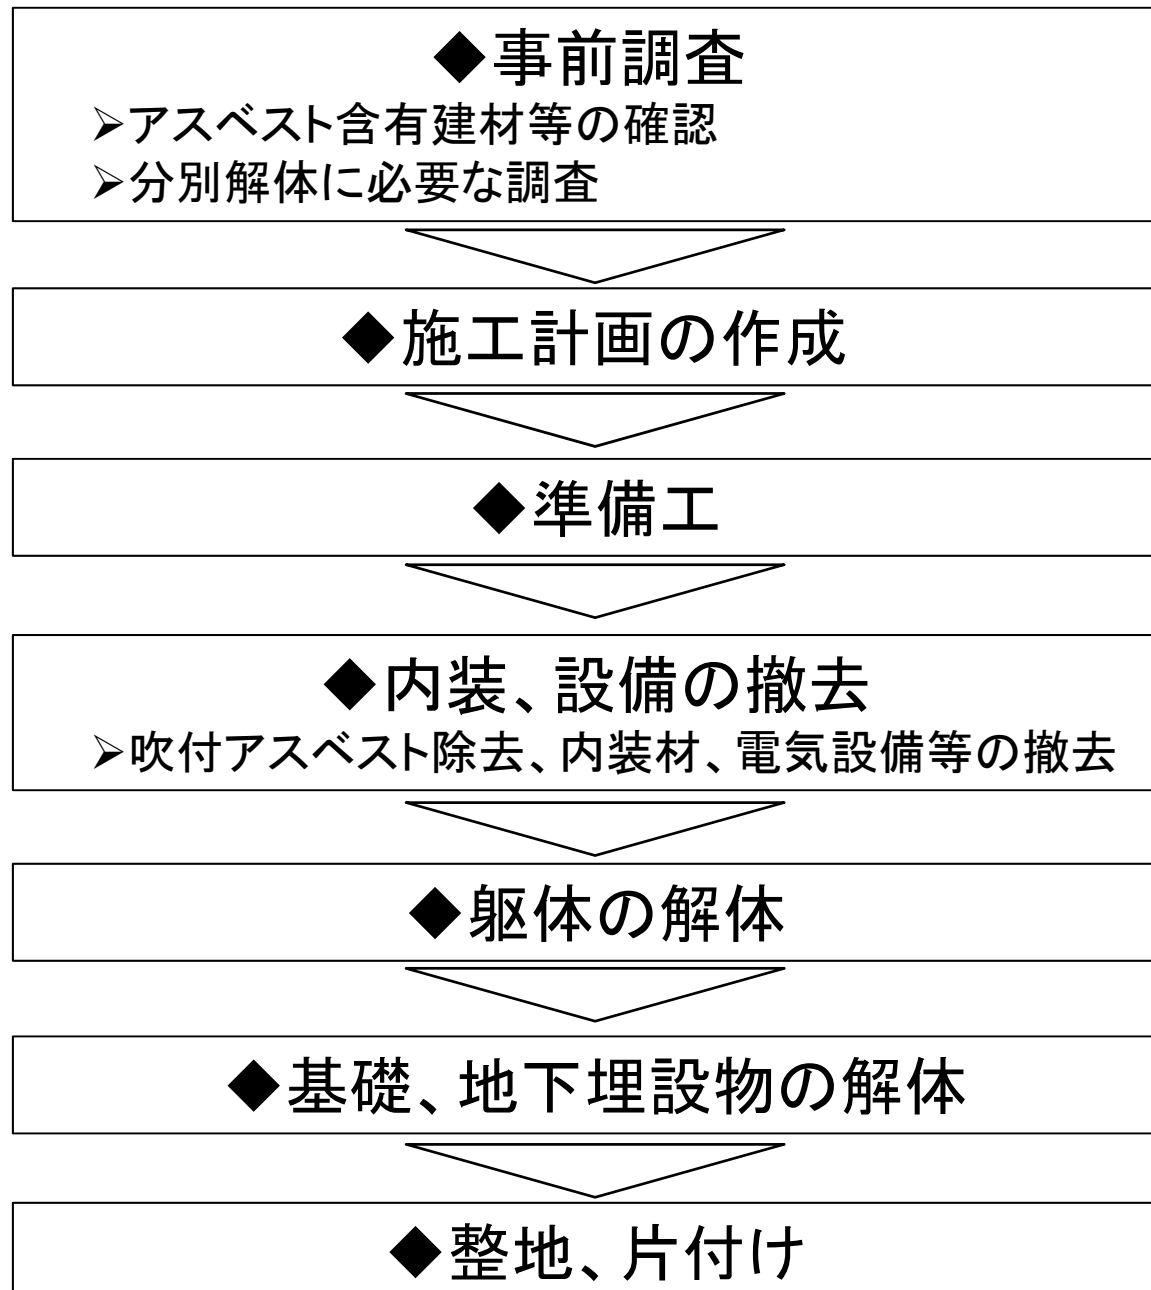 ◆事前調査
➢アスベスト含有建材等の確認
➢分別解体に必要な調査
◆施工計画の作成
◆準備工
◆内装、設備の撤去
➢吹付アスベスト除去、内装材、電気設備等の撤去
◆躯体の解体
◆基礎、地下埋設物の解体
◆整地、片付け